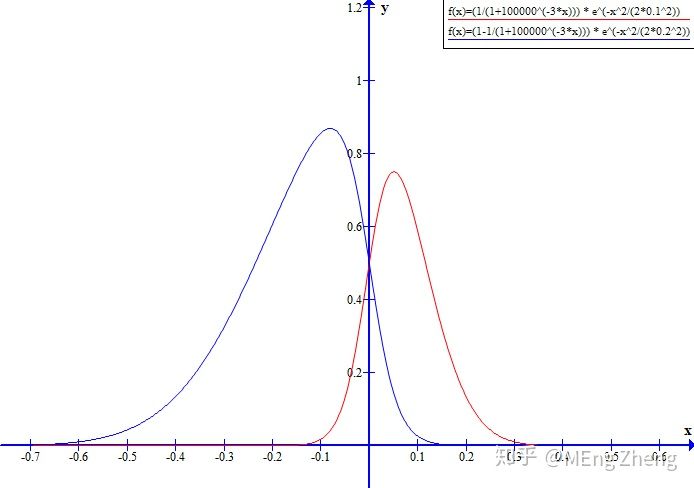 1.2
y
f(x)=(1/(1+100000^(-3*x))) * e^(-x^2/(2*0.1^2))
f(x)=(1-1/(1+100000^(-3*x))) * e^(-x^2/(2*0.2^2))
1
0.8
0.6
0.4
0.2
x
-0.7 -0.6 -0.5 -0.4 -0.3 -0.2 -0.1 0.1 0.2 0.3 0.4 0.5 0.6
知乎 @MEngZheng